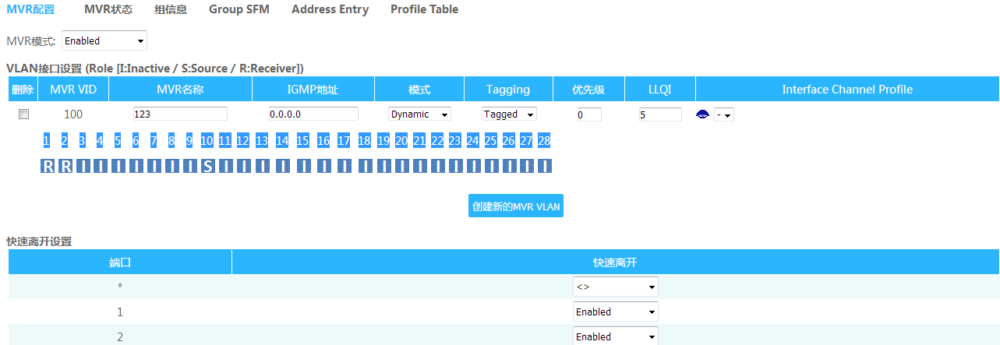 MVR配置 MVR状态 组信息 Group SFM Address Entry Profile Table
MVR模式: Enabled
VLAN接口设置 (Role [I:Inactive / S:Source / R:Receiver])
删除 MVR VID MVR名称 IGMP地址 模式 Tagging 优先级 LLQI Interface Channel Profile
100 123 0.0.0.0 Dynamic Tagged 0 5 -
1 2 3 4 5 6 7 8 9 10 11 12 13 14 15 16 17 18 19 20 21 22 23 24 25 26 27 28
R R I I I I I I I S I I I I I I I I I I I I I I I I I I
创建新的MVR VLAN
快速离开设置
端口 快速离开
* <>
1 Enabled
2 Enabled